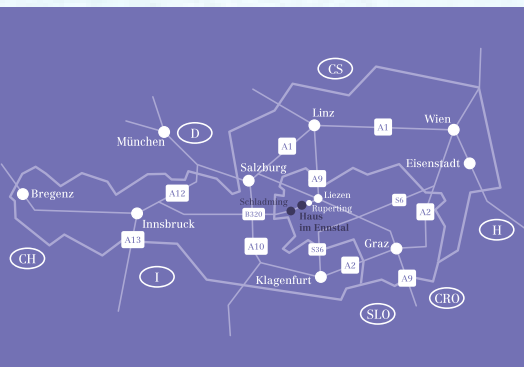 CS
Linz
A1
Wien
D
München
A1
Salzburg
Eisenstadt
A9
Liezen
Bregenz
A12
Schladming
Ruperting
S6
Haus
im Ennstal
B320
A2
Innsbruck
A13
A10
S36
Graz
H
CH
I
Klagenfurt
A2
A9
CRO
SLO